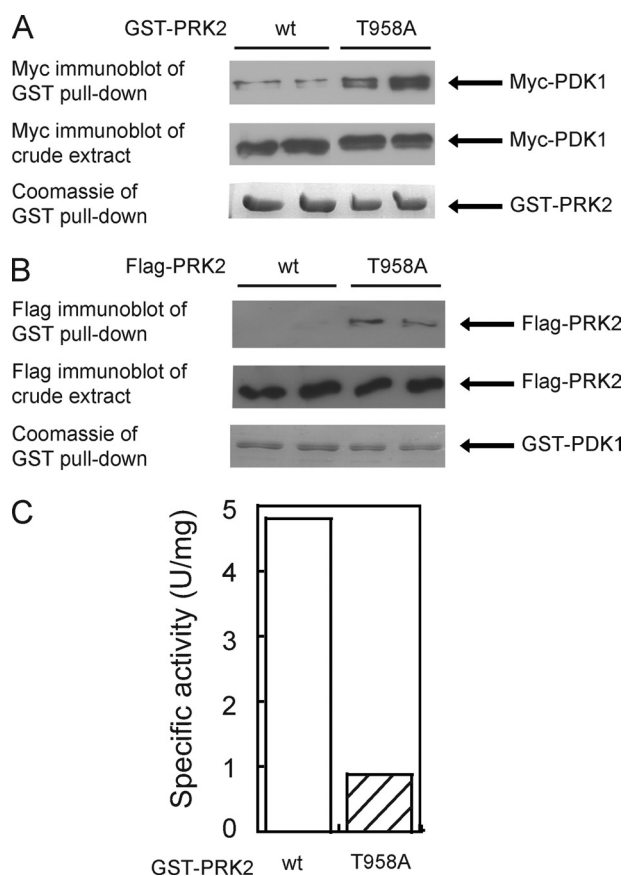 A
GST-PRK2 wt T958A
Myc immunoblot of
GST pull-down
Myc-PDK1
Myc immunoblot of
crude extract
Myc-PDK1
Coomassie of
GST pull-down
GST-PRK2
B
Flag-PRK2 wt T958A
Flag immunoblot of
GST pull-down
Flag-PRK2
Flag immunoblot of
crude extract
Flag-PRK2
Coomassie of
GST pull-down
GST-PDK1
C
Specific activity (U/mg)
5
4
3
2
1
0
GST-PRK2 wt T958A